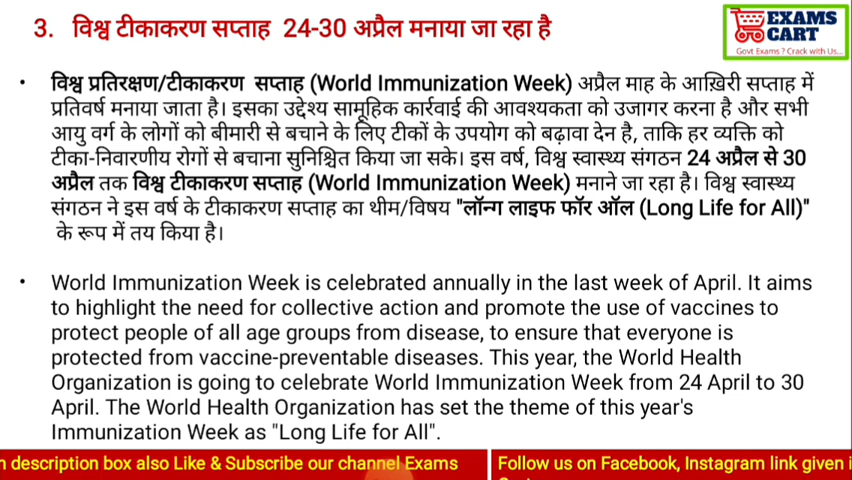 3. विश्व टीकाकरण सप्ताह 24-30 अप्रैल मनाया जा रहा है
EXAMS
CART
Govt Exams ? Crack with Us...
• विश्व प्रतिरक्षण/टीकाकरण सप्ताह (World Immunization Week) अप्रैल माह के आख़िरी सप्ताह में
प्रतिवर्ष मनाया जाता है। इसका उद्देश्य सामूहिक कार्रवाई की आवश्यकता को उजागर करना है और सभी
आयु वर्ग के लोगों को बीमारी से बचाने के लिए टीकों के उपयोग को बढ़ावा देन है, ताकि हर व्यक्ति को
टीका-निवारणीय रोगों से बचाना सुनिश्चित किया जा सके। इस वर्ष, विश्व स्वास्थ्य संगठन 24 अप्रैल से 30
अप्रैल तक विश्व टीकाकरण सप्ताह (World Immunization Week) मनाने जा रहा है। विश्व स्वास्थ्य
संगठन ने इस वर्ष के टीकाकरण सप्ताह का थीम/विषय "लॉन्ग लाइफ फॉर ऑल (Long Life for All)"
के रूप में तय किया है।
• World Immunization Week is celebrated annually in the last week of April. It aims
to highlight the need for collective action and promote the use of vaccines to
protect people of all age groups from disease, to ensure that everyone is
protected from vaccine-preventable diseases. This year, the World Health
Organization is going to celebrate World Immunization Week from 24 April to 30
April. The World Health Organization has set the theme of this year's
Immunization Week as "Long Life for All".
n description box also Like & Subscribe our channel Exams
Follow us on Facebook, Instagram link given i